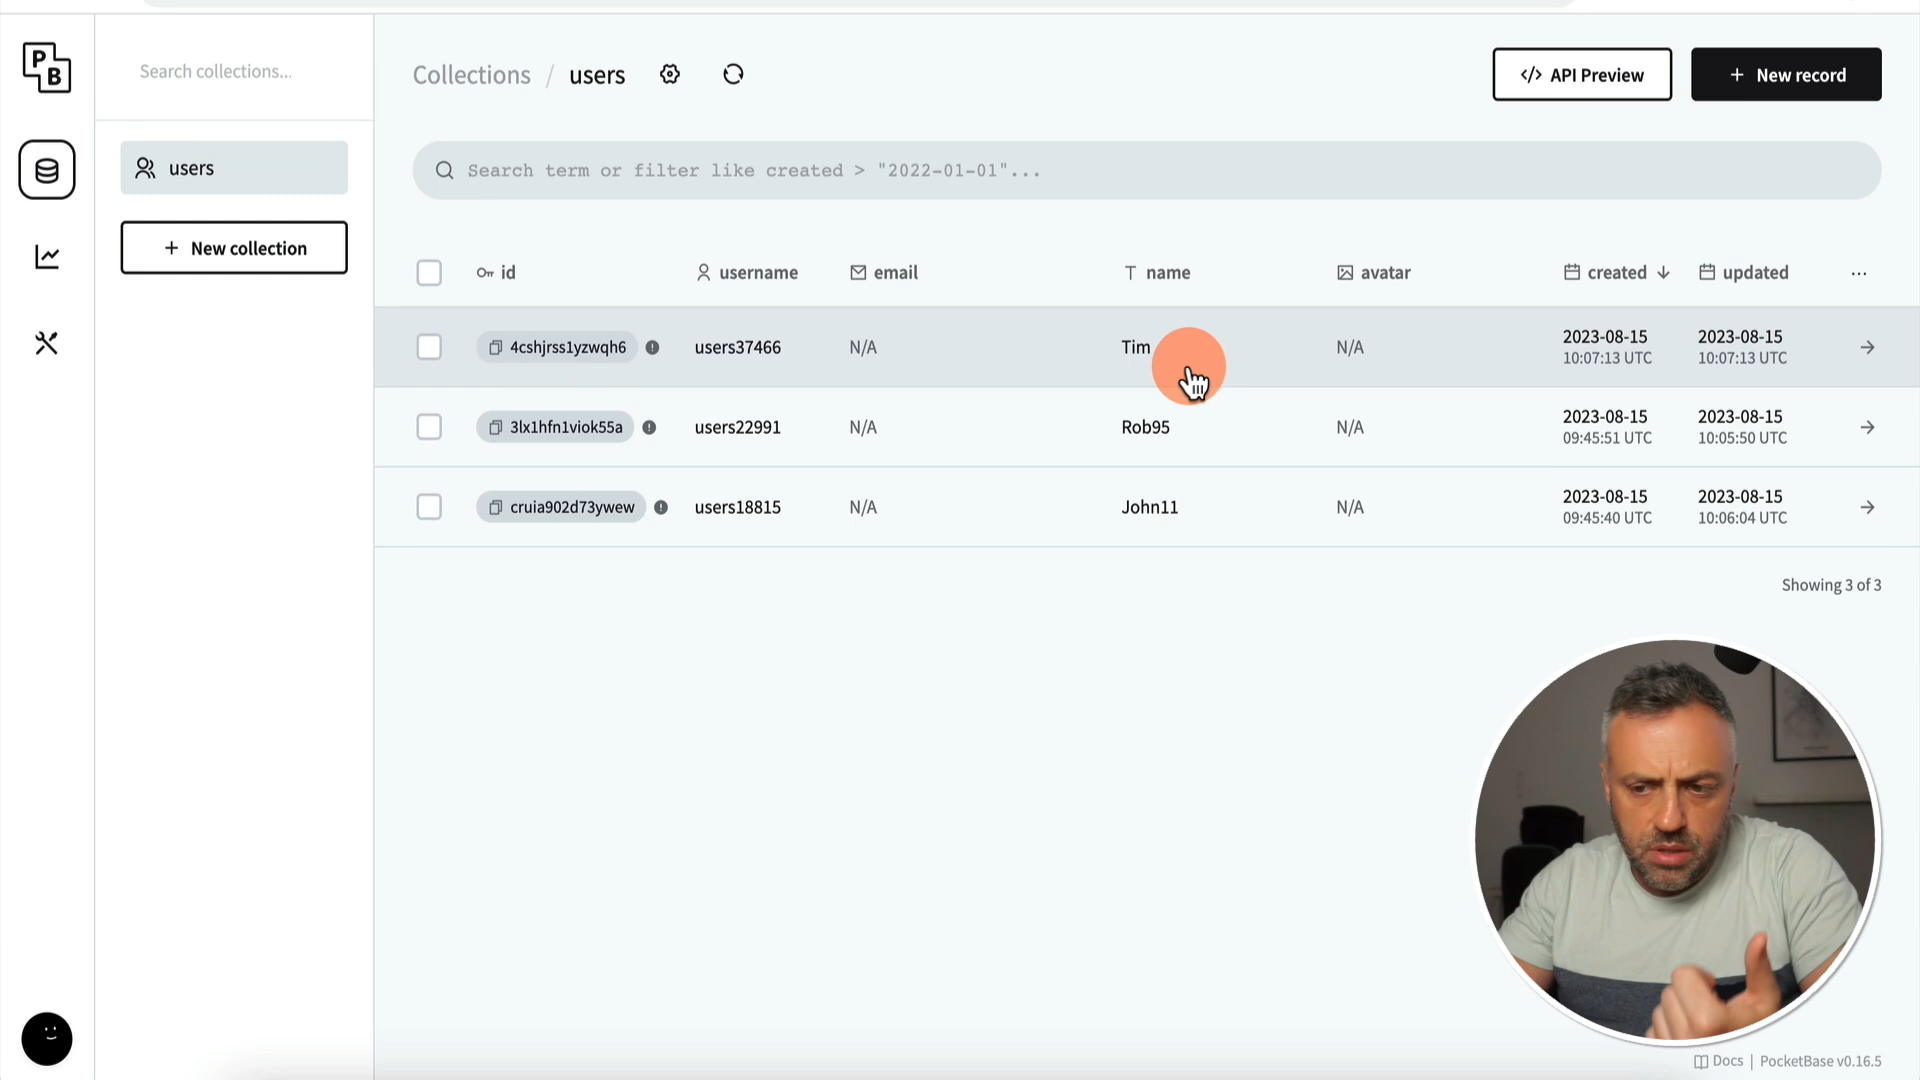 P
B
Search collections...
users
+ New collection
Collections / users
</> API Preview
+ New record
Search term or filter like created > "2022-01-01"...
id username email name avatar created updated ...
4cshjrss1yzwqh6 users37466 N/A Tim N/A 2023-08-15 10:07:13 UTC 2023-08-15 10:07:13 UTC
3lx1hfn1viok55a users22991 N/A Rob95 N/A 2023-08-15 09:45:51 UTC 2023-08-15 10:05:50 UTC
cruia902d73ywew users18815 N/A John11 N/A 2023-08-15 09:45:40 UTC 2023-08-15 10:06:04 UTC
Showing 3 of 3
Docs | PocketBase v0.16.5